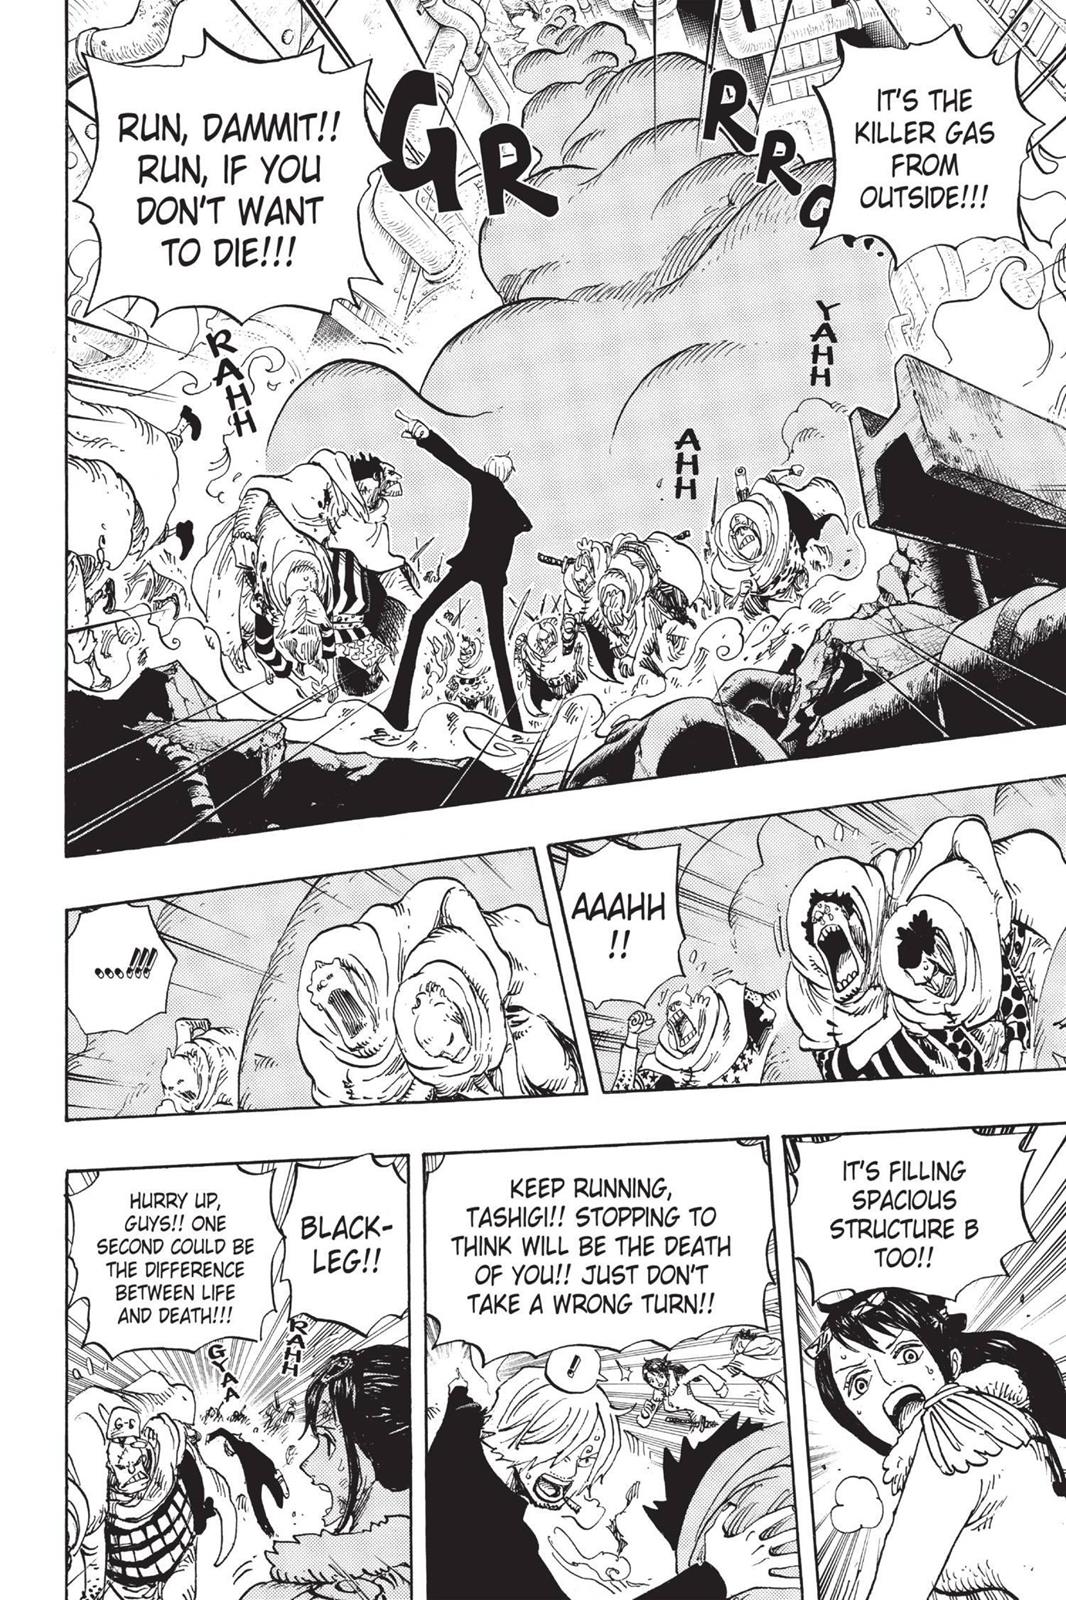 IT'S THE
KILLER GAS
FROM
OUTSIDE!!!
RUN, DAMMIT!!
RUN, IF YOU
DON'T WANT
TO DIE!!!
GRRRG
YAHH
AHH
RAHH
AAAHH
!!
...!!!
IT'S FILLING
SPACIOUS
STRUCTURE B
TOO!!
KEEP RUNNING,
TASHIGI!! STOPPING TO
THINK WILL BE THE DEATH
OF YOU!! JUST DON'T
TAKE A WRONG TURN!!
!
BLACK-
LEG!!
HURRY UP,
GUYS!! ONE
SECOND COULD BE
THE DIFFERENCE
BETWEEN LIFE
AND DEATH!!!
RAHH
GYAA
G-5